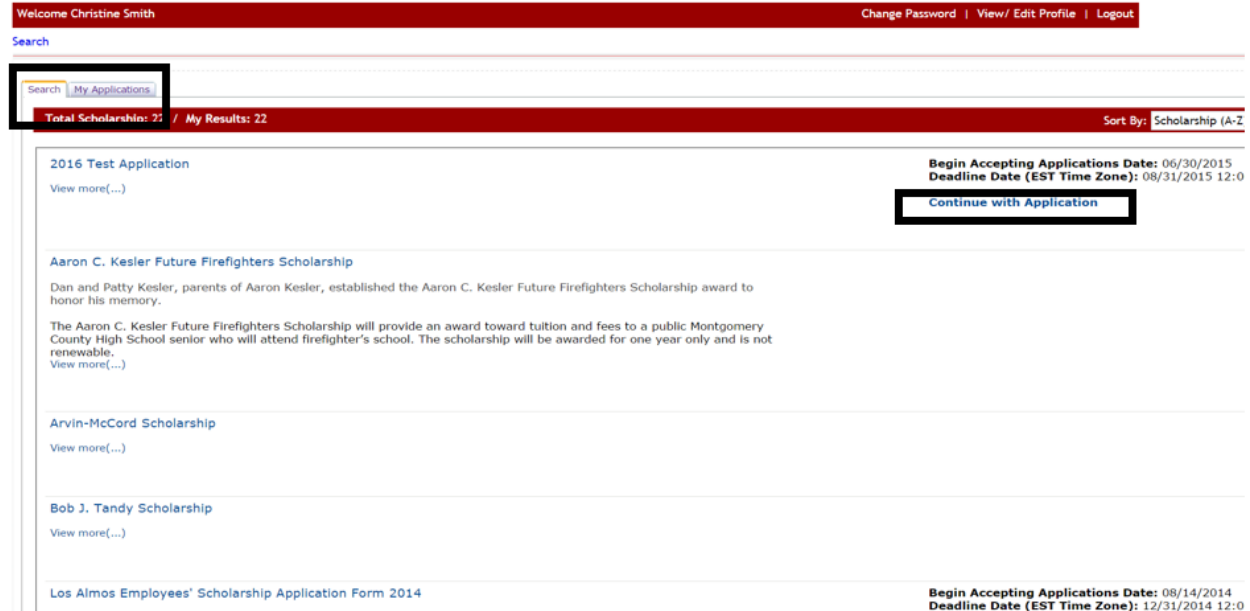 Welcome Christine Smith
Change Password | View/ Edit Profile | Logout
Search
Search My Applications
Total Scholarship: 22 / My Results: 22
Sort By: Scholarship (A-Z
2016 Test Application
Begin Accepting Applications Date: 06/30/2015
Deadline Date (EST Time Zone): 08/31/2015 12:0
View more(...)
Continue with Application
Aaron C. Kesler Future Firefighters Scholarship
Dan and Patty Kesler, parents of Aaron Kesler, established the Aaron C. Kesler Future Firefighters Scholarship award to
honor his memory.
The Aaron C. Kesler Future Firefighters Scholarship will provide an award toward tuition and fees to a public Montgomery
County High School senior who will attend firefighter's school. The scholarship will be awarded for one year only and is not
renewable.
View more(...)
Arvin-McCord Scholarship
View more(...)
Bob J. Tandy Scholarship
View more(...)
Los Almos Employees' Scholarship Application Form 2014
Begin Accepting Applications Date: 08/14/2014
Deadline Date (EST Time Zone): 12/31/2014 12:0